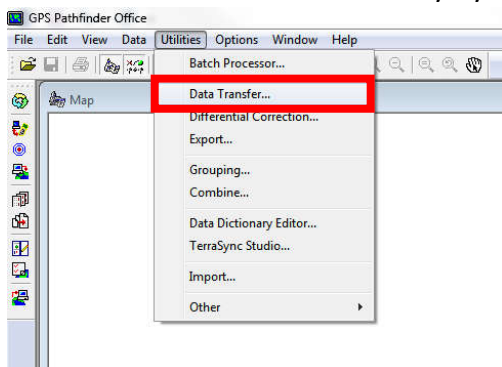 GPS Pathfinder Office
File Edit View Data Utilities Options Window Help
Batch Processor...
Map
Data Transfer...
Differential Correction...
Export...
Grouping...
Combine...
Data Dictionary Editor...
TerraSync Studio...
Import...
Other